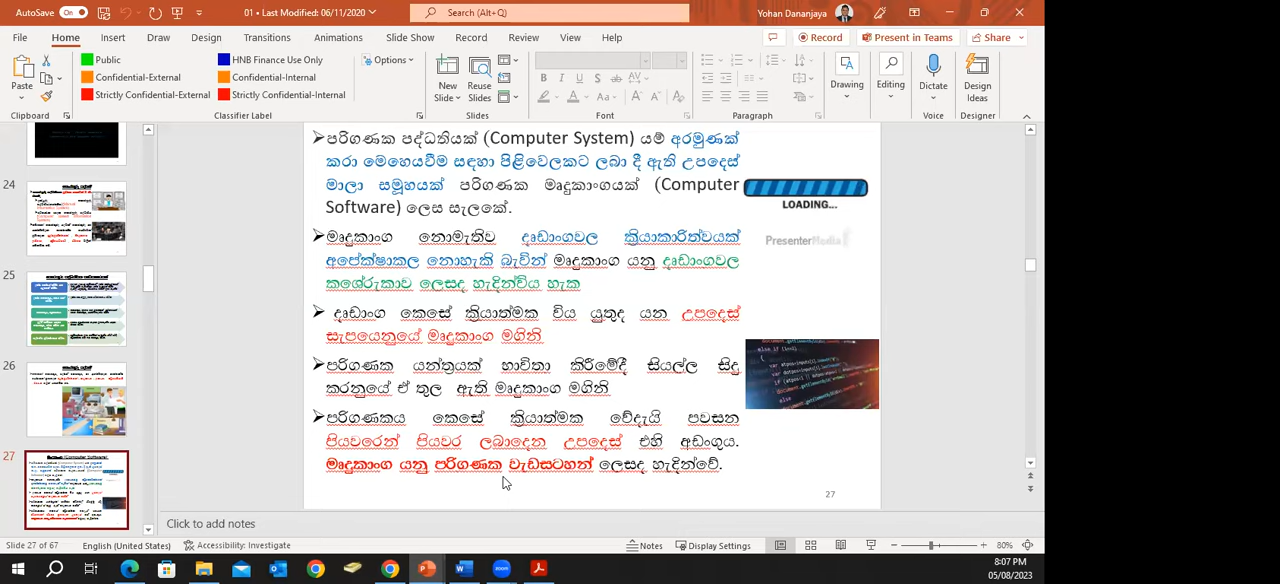 AutoSave
On
01 • Last Modified: 06/11/2020
Search (Alt+Q)
Yohan Dananjaya
File Home Insert Draw Design Transitions Animations Slide Show Record Review View Help
Record
Present in Teams
Share
Paste
Public
HNB Finance Use Only
Confidential-External
Confidential-Internal
Strictly Confidential-External
Strictly Confidential-Internal
Options
New Slide
Reuse Slides
Drawing
Editing
Dictate
Design Ideas
Clipboard
Classifier Label
Slides
Font
Paragraph
Voice
Designer
24
25
26
27
➢පරිගණක පද්ධතියක් (Computer System) යම් අරමුණක්
කරා මෙහෙයවීම සඳහා පිළිවෙලකට ලබා දී ඇති උපදෙස්
මාලා සමූහයක් පරිගණක මෘදුකාංගයක් (Computer
Software) ලෙස සැලකේ.
LOADING...
PresenterMedia
➢මෘදුකාංග නොමැතිව දෘඩාංගවල ක්‍රියාකාරිත්වයක්
අපේක්ෂාකල නොහැකි බැවින් මෘදුකාංග යනු දෘඩාංගවල
කශේරුකාව ලෙසද හැදින්විය හැක
➢ දෘඩාංග කෙසේ ක්‍රියාත්මක විය යුතුද යන උපදෙස්
සැපයෙනුයේ මෘදුකාංග මගිනි
➢පරිගණක යන්ත්‍රයක් භාවිතා කිරීමේදී සියල්ල සිදු
කරනුයේ ඒ තුල ඇති මෘදුකාංග මගිනි
➢පරිගණකය කෙසේ ක්‍රියාත්මක වේදැයි පවසන
පියවරෙන් පියවර ලබාදෙන උපදෙස් එහි අඩංගුය.
මෘදුකාංග යනු පරිගණක වැඩසටහන් ලෙසද හැදින්වේ.
27
Click to add notes
Slide 27 of 67
English (United States)
Accessibility: Investigate
Notes
Display Settings
80%
8:07 PM
05/08/2023